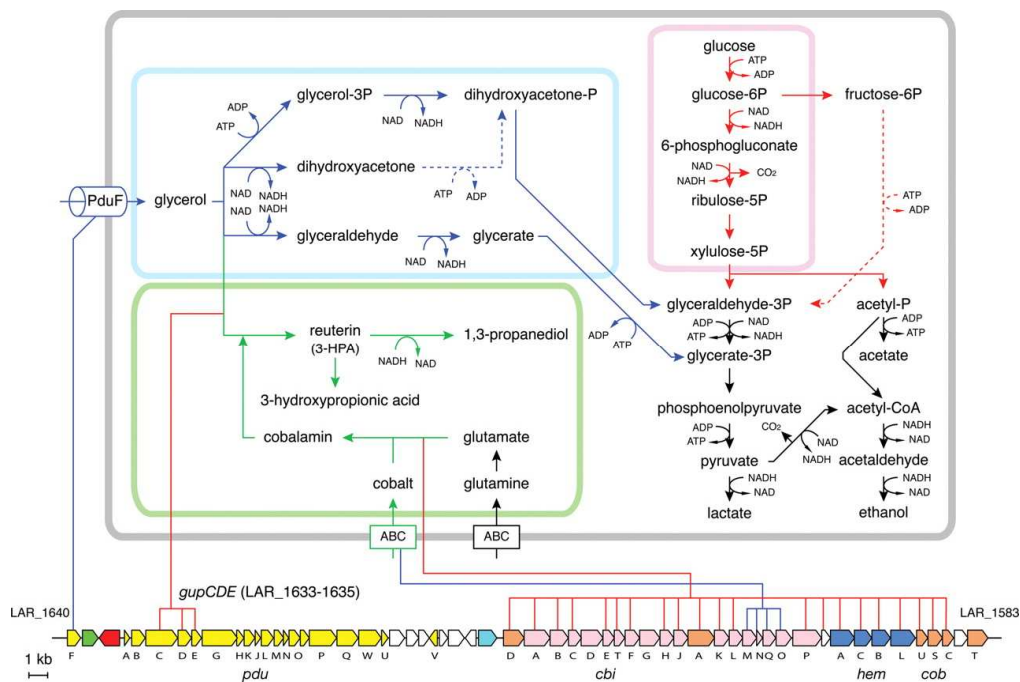 glucose
ATP
ADP
glycerol-3P
dihydroxyacetone-P
glucose-6P
fructose-6P
ADP
ATP
NAD
NADH
NAD
NADH
6-phosphogluconate
dihydroxyacetone
NAD
NADH
CO2
NAD
NADH
ATP
ADP
ribulose-5P
ATP
ADP
PduF
glycerol
NAD
NADH
glyceraldehyde
glycerate
xylulose-5P
NAD
NADH
glyceraldehyde-3P
acetyl-P
ADP
ATP
ADP
ATP
NAD
NADH
ADP
ATP
reuterin
(3-HPA)
1,3-propanediol
NADH
NAD
glycerate-3P
acetate
3-hydroxypropionic acid
phosphoenolpyruvate
acetyl-CoA
cobalamin
glutamate
ADP
ATP
CO2
NAD
NADH
NADH
NAD
pyruvate
acetaldehyde
cobalt
glutamine
NADH
NAD
NADH
NAD
lactate
ethanol
ABC
ABC
gupCDE (LAR_1633-1635)
LAR_1640
LAR_1583
1 kb
F A B C D E G H K J L M N O P Q W U V D A B C D E T F G H J A K L M N Q O P A C B L U S C T
pdu cbi hem cob